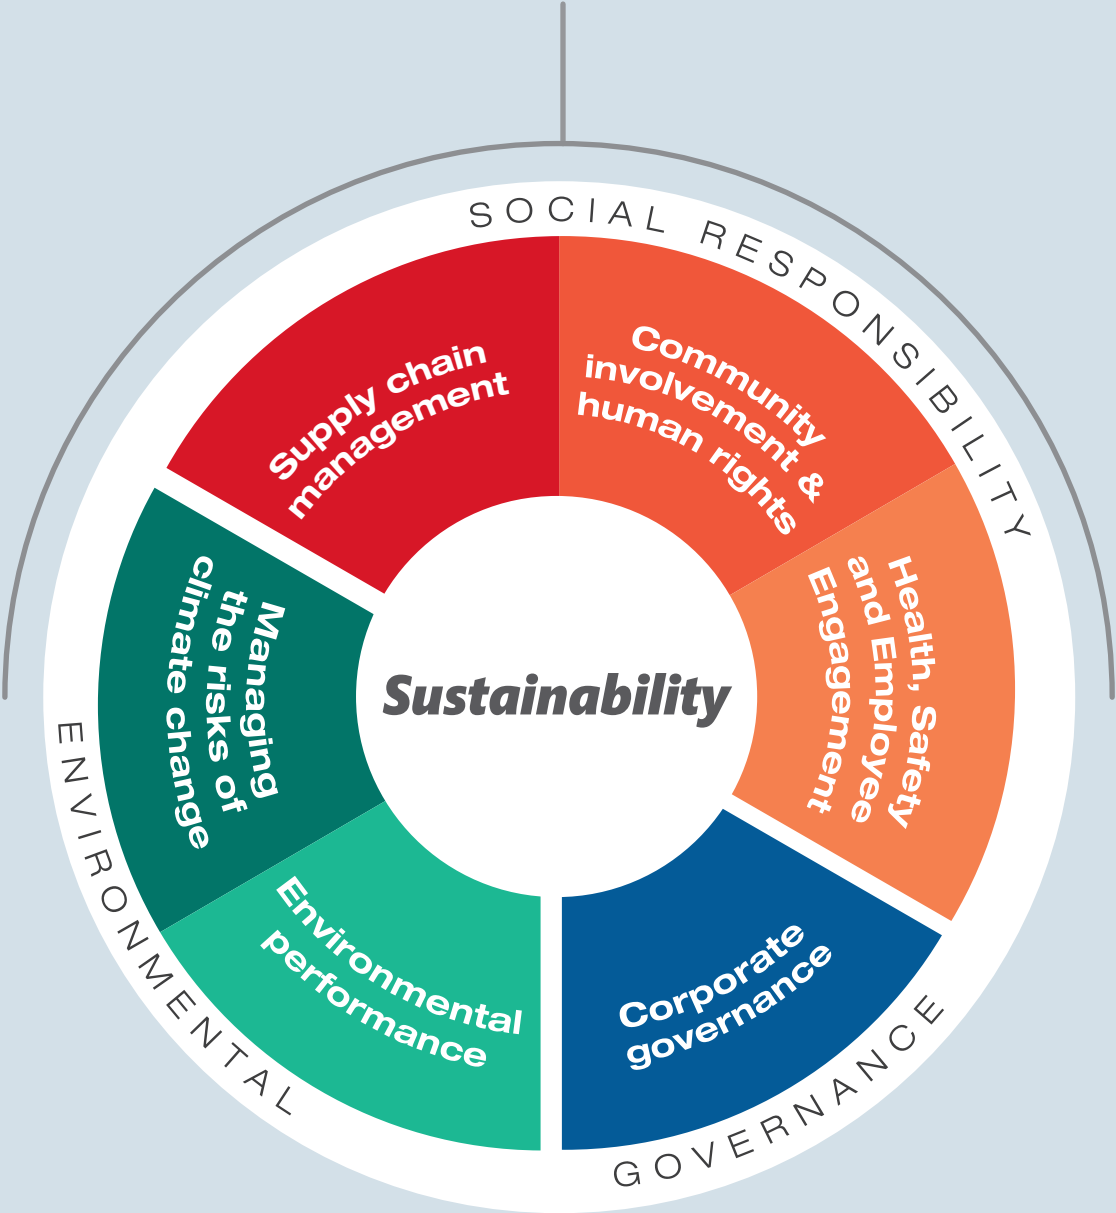 SOCIAL RESPONSIBILITY
Supply chain
management
Community
involvement &
human rights
Health, Safety
and Employee
Engagement
Sustainability
Managing
the risks of
climate change
ENVIRONMENTAL
Environmental
performance
Corporate
governance
GOVERNANCE